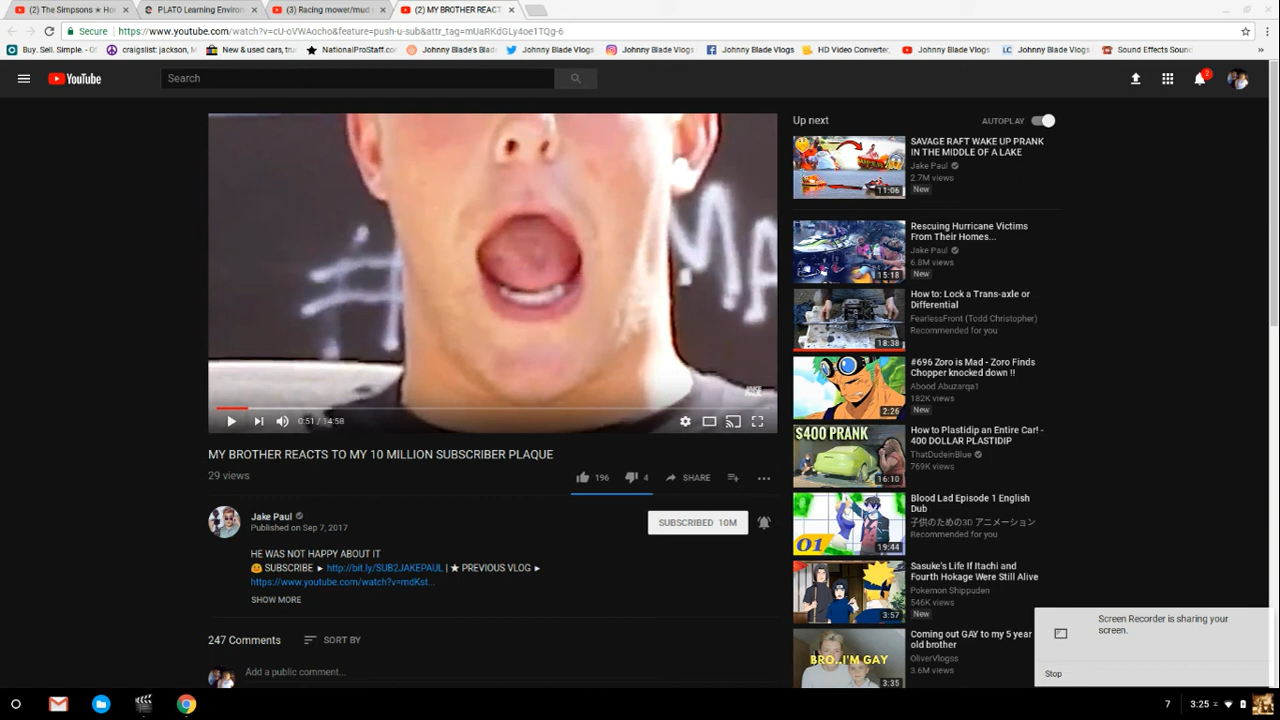 (2) The Simpsons ★ Ho
PLATO Learning Environ
(3) Racing mower/mud
(2) MY BROTHER REACT
Secure
https://www.youtube.com/watch?v=cU-oVWAocho&feature=push-u-sub&attr_tag=mUaRKdGLy4oe1TQg-6
Buy. Sell. Simple. - O
craigslist: jackson, M
New & used cars, tru
NationalProStaff.com
Johnny Blade's Blade
Johnny Blade Vlogs
Johnny Blade Vlogs
Johnny Blade Vlogs
HD Video Converter,
Johnny Blade Vlogs
Johnny Blade Vlogs
Sound Effects Sound
YouTube
Search
2
# MA
JAKE
PAUL
0:51 / 14:58
MY BROTHER REACTS TO MY 10 MILLION SUBSCRIBER PLAQUE
29 views
196
4
SHARE
Jake Paul
Published on Sep 7, 2017
SUBSCRIBED 10M
HE WAS NOT HAPPY ABOUT IT
SUBSCRIBE ► http://bit.ly/SUB2JAKEPAUL | ★ PREVIOUS VLOG ►
https://www.youtube.com/watch?v=mdKst...
SHOW MORE
247 Comments
SORT BY
Add a public comment...
Up next
AUTOPLAY
SAVAGE RAFT WAKE UP PRANK
IN THE MIDDLE OF A LAKE
Jake Paul
2.7M views
New
11:06
Rescuing Hurricane Victims
From Their Homes...
Jake Paul
6.8M views
New
15:18
How to: Lock a Trans-axle or
Differential
FearlessFront (Todd Christopher)
Recommended for you
18:38
#696 Zoro is Mad - Zoro Finds
Chopper knocked down !!
Abood Abuzarqa1
182K views
New
2:26
$400 PRANK
How to Plastidip an Entire Car! -
400 DOLLAR PLASTIDIP
ThatDudeinBlue
769K views
16:10
01
Blood Lad Episode 1 English
Dub
子供のための3D アニメーション
Recommended for you
19:44
Sasuke's Life If Itachi and
Fourth Hokage Were Still Alive
Pokemon Shippuden
546K views
New
3:57
BRO..I'M GAY
Coming out GAY to my 5 year
old brother
OliverVlogss
3.6M views
3:35
Screen Recorder is sharing your
screen.
Stop
7
3:25